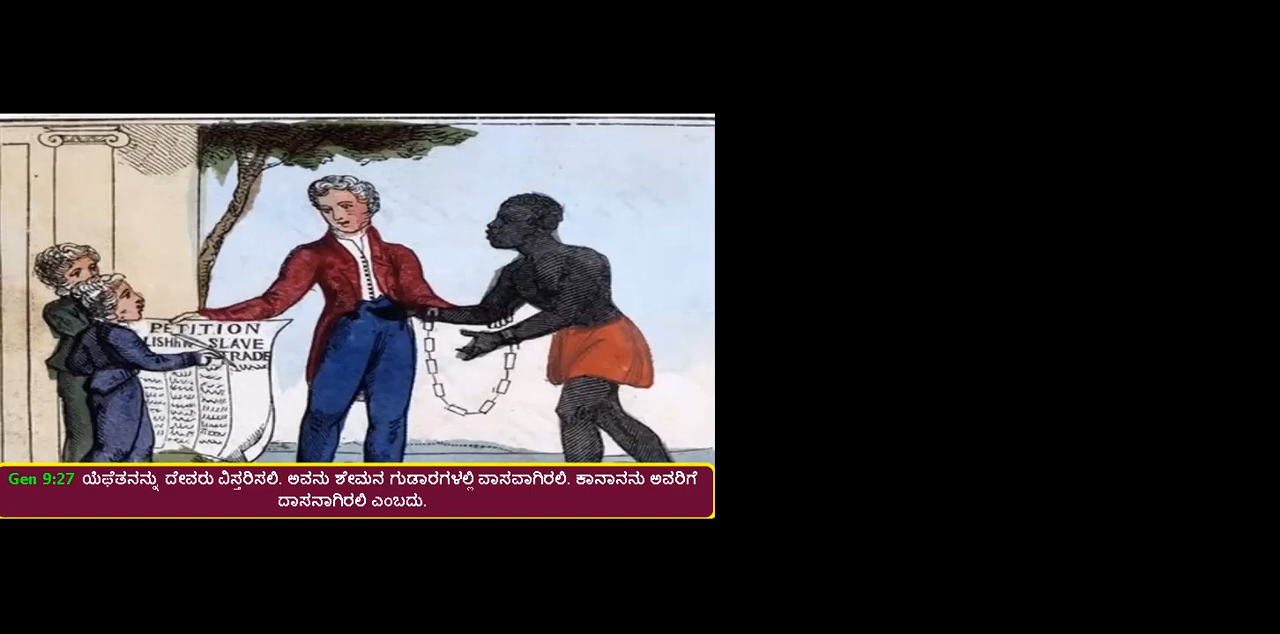 PETITION
SLAVE
TRADE
Gen 9:27 ಯೆಫೆತನನ್ನು ದೇವರು ವಿಸ್ತರಿಸಲಿ. ಅವನು ಶೇಮನ ಗುಡಾರಗಳಲ್ಲಿ ವಾಸವಾಗಿರಲಿ. ಕಾನಾನನು ಅವರಿಗೆ
ದಾಸನಾಗಿರಲಿ ಎಂಬದು.